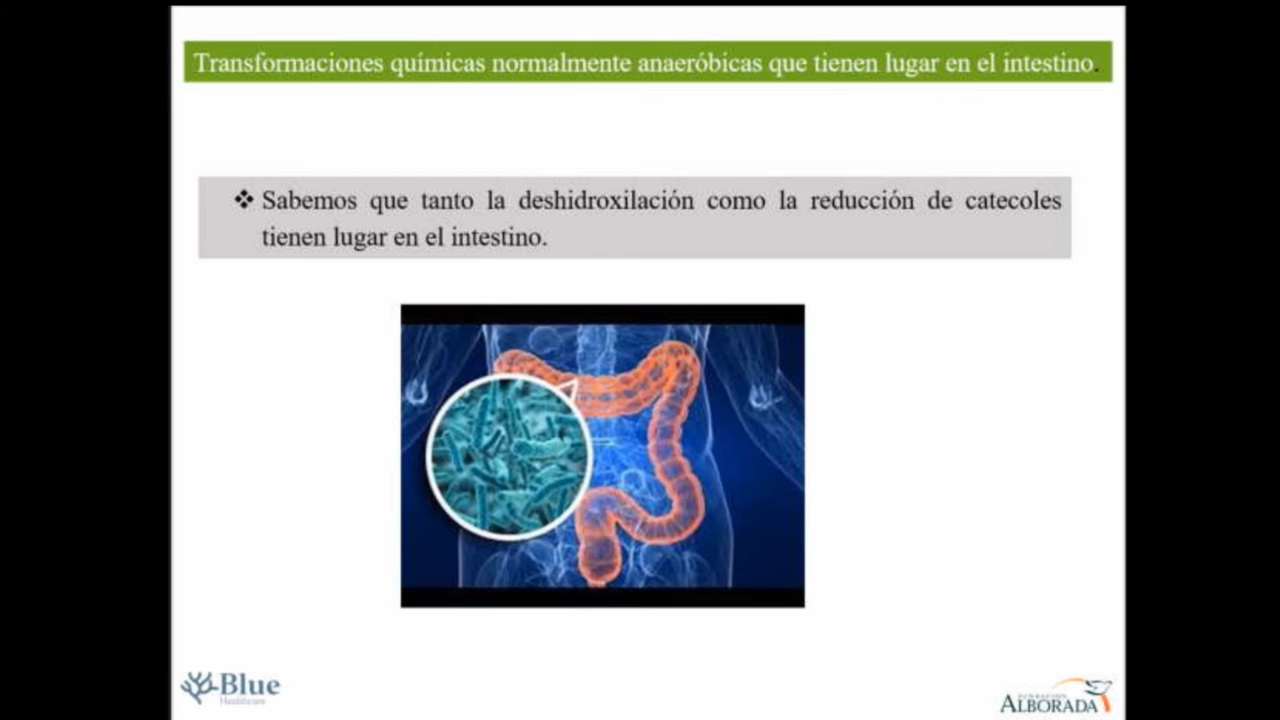 Transformaciones químicas normalmente anaeróbicas que tienen lugar en el intestino.
❖ Sabemos que tanto la deshidroxilación como la reducción de catecoles
tienen lugar en el intestino.
Blue
Healthcare
FUNDACIÓN
ALBORADA